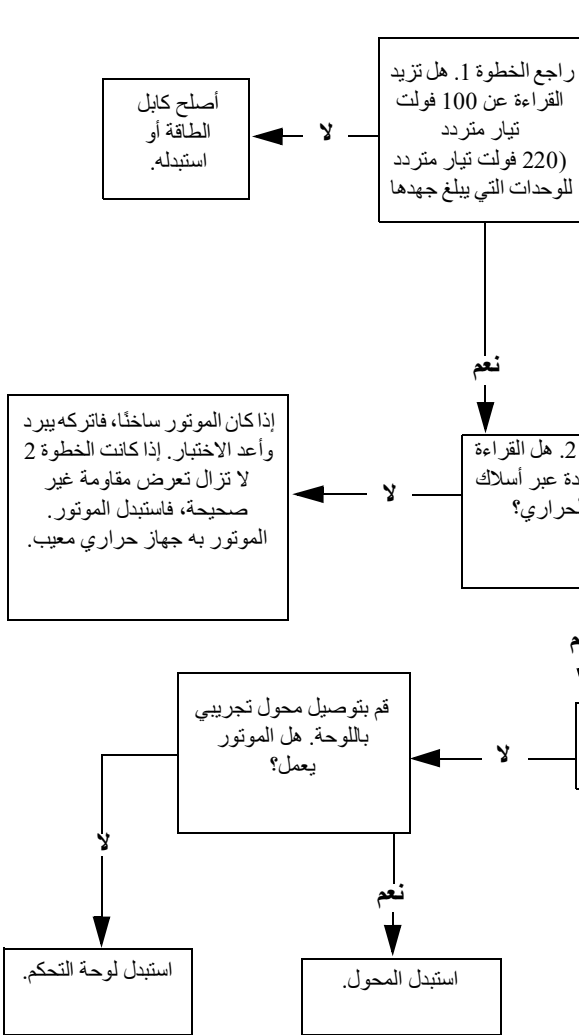 راجع الخطوة 1. هل تزيد
القراءة عن 100 فولت
تيار متردد
(220 فولت تيار متردد
للوحدات التي يبلغ جهدها
لا
أصلح كابل
الطاقة أو
استبدله.
نعم
2. هل القراءة
عبر أسلاك
لا
إذا كان الموتور ساخنًا، فاتركه يبرد
وأعد الاختبار. إذا كانت الخطوة 2
لا تزال تعرض مقاومة غير
صحيحة، فاستبدل الموتور.
الموتور به جهاز حراري معيب.
لا
قم بتوصيل محول تجريبي
باللوحة. هل الموتور
يعمل؟
لا
نعم
استبدل المحول.
استبدل لوحة التحكم.